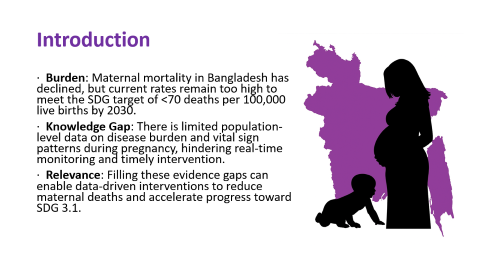 Introduction
· Burden: Maternal mortality in Bangladesh has
declined, but current rates remain too high to
meet the SDG target of <70 deaths per 100,000
live births by 2030.
· Knowledge Gap: There is limited population-
level data on disease burden and vital sign
patterns during pregnancy, hindering real-time
monitoring and timely intervention.
· Relevance: Filling these evidence gaps can
enable data-driven interventions to reduce
maternal deaths and accelerate progress toward
SDG 3.1.